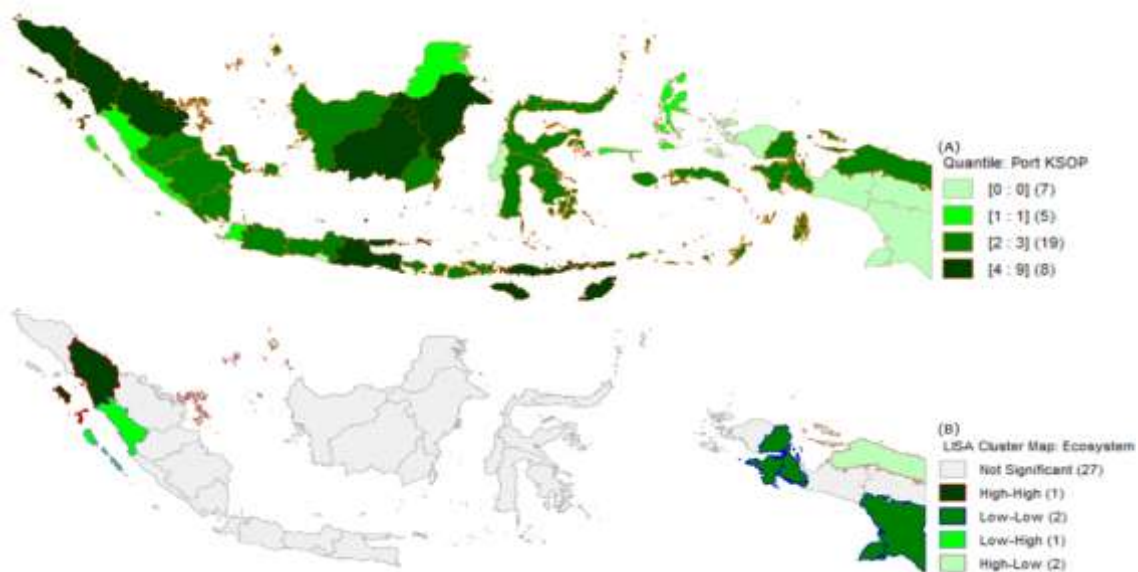 (A)
Quantile: Port KSOP
[0 : 0] (7)
[1 : 1] (5)
[2 : 3] (19)
[4 : 9] (8)
(B)
LISA Cluster Map: Ecosystem
Not Significant (27)
High-High (1)
Low-Low (2)
Low-High (1)
High-Low (2)